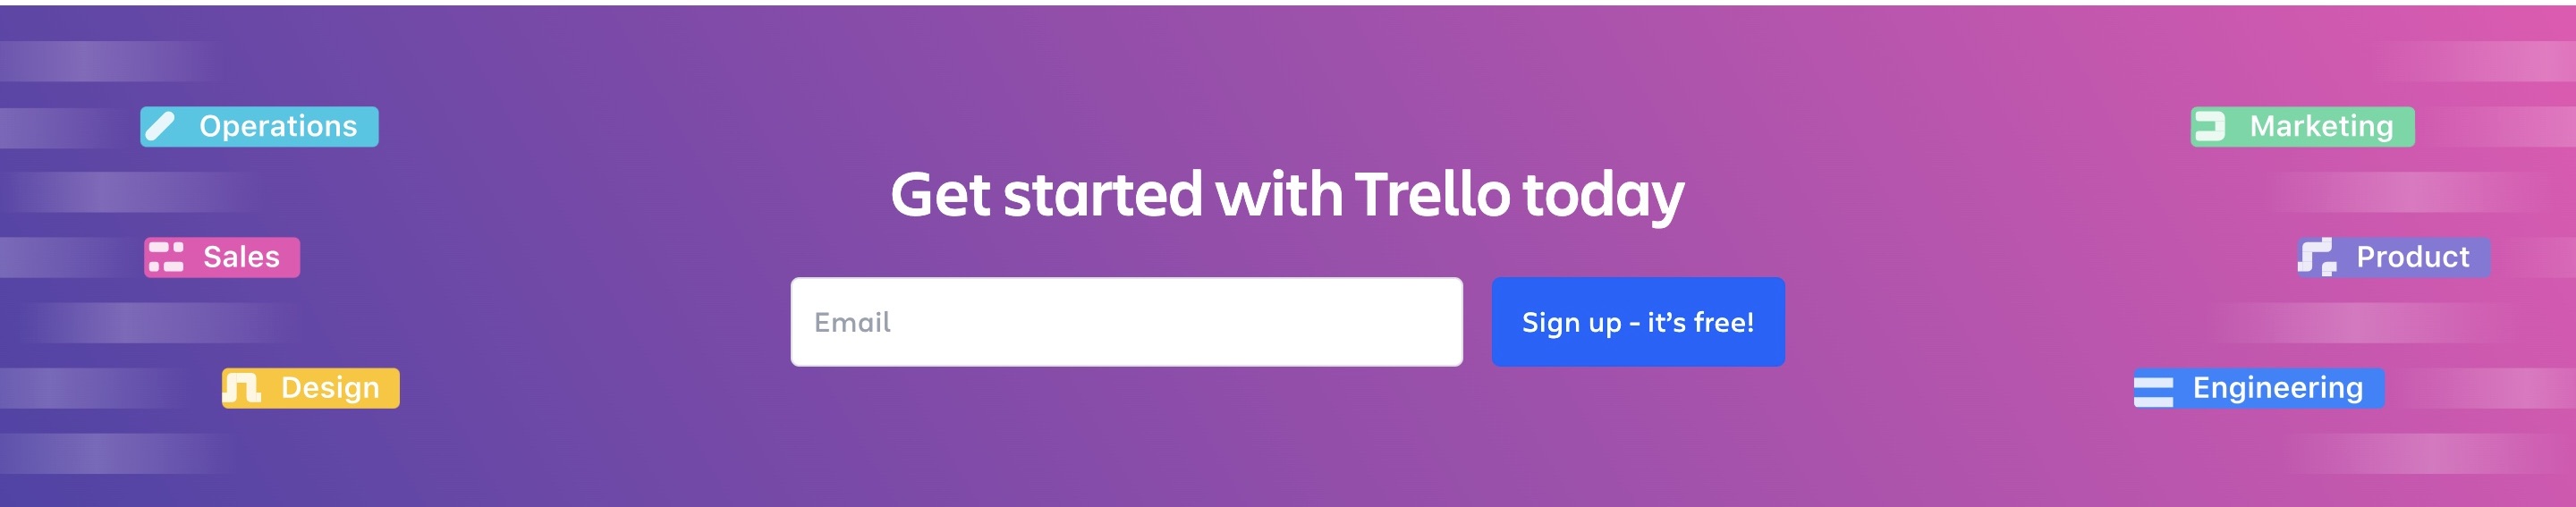 Operations
Marketing
Get started with Trello today
Sales
Product
Email
Sign up - it’s free!
Design
Engineering